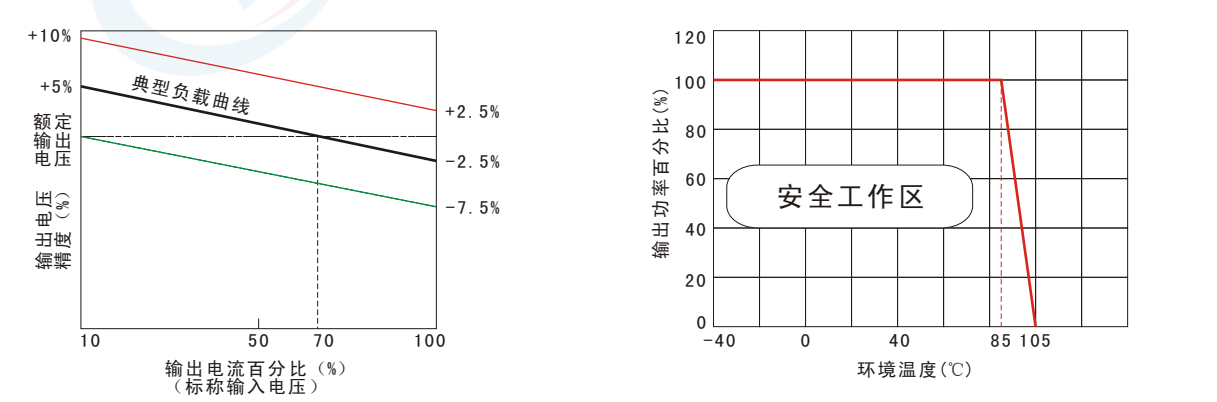 +10%
+5%
典型负载曲线
+2.5%
额定
输出
电压
-2.5%
-7.5%
输出电压
精度(%)
10
50
70
100
输出电流百分比(%)
(标称输入电压)
120
100
80
60
40
20
0
输出功率百分比(%)
安全工作区
-40
0
40
85
105
环境温度(℃)